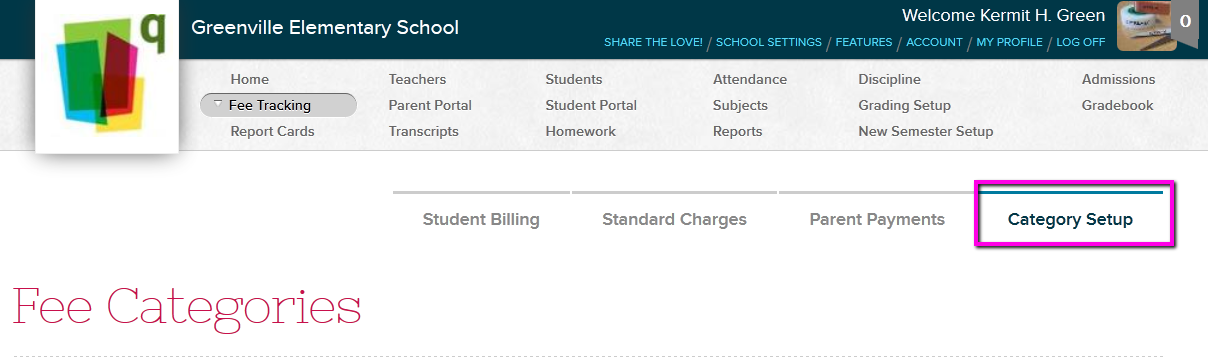 q
Greenville Elementary School
Welcome Kermit H. Green
0
SHARE THE LOVE! / SCHOOL SETTINGS / FEATURES / ACCOUNT / MY PROFILE / LOG OFF
Home Teachers Students Attendance Discipline Admissions
Fee Tracking Parent Portal Student Portal Subjects Grading Setup Gradebook
Report Cards Transcripts Homework Reports New Semester Setup
Student Billing Standard Charges Parent Payments Category Setup
Fee Categories